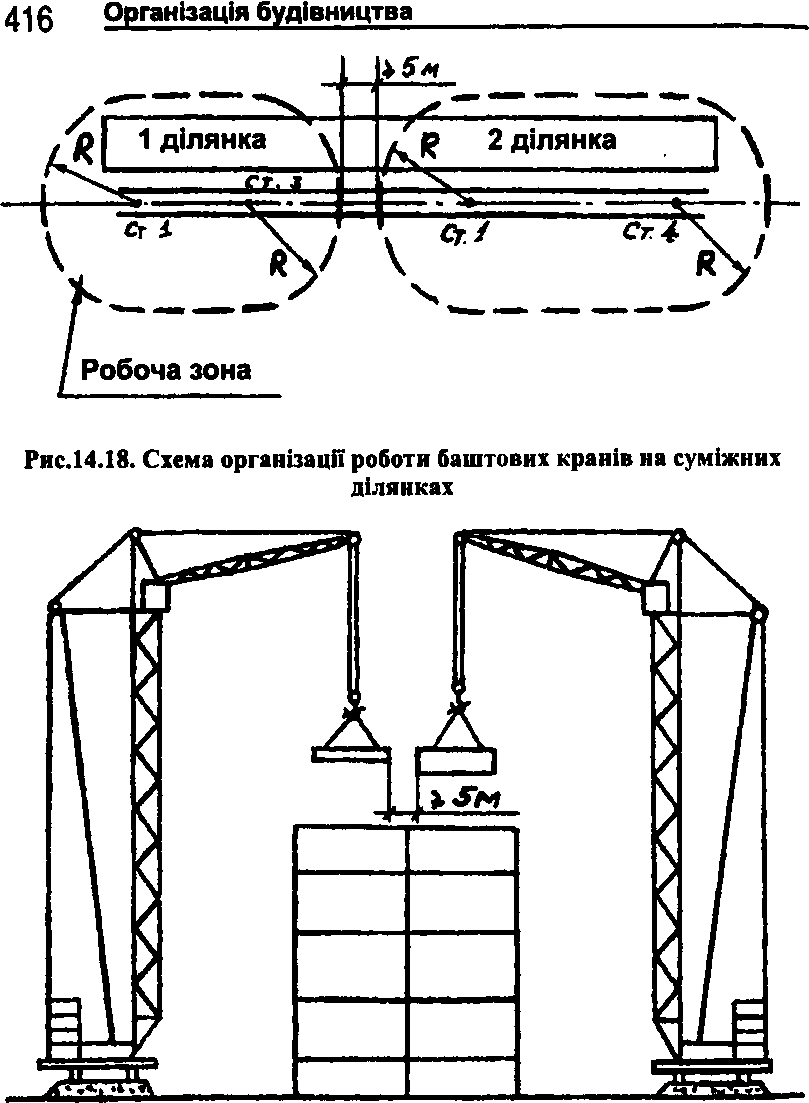 416 Організація будівництва
≥ 5 м
R 1 ділянка R 2 ділянка
Ст. 3
Ст 1 Ст. 1 Ст. 4
R R
Робоча зона
Рис.14.18. Схема організації роботи баштових кранів на суміжних
ділянках
≥ 5м